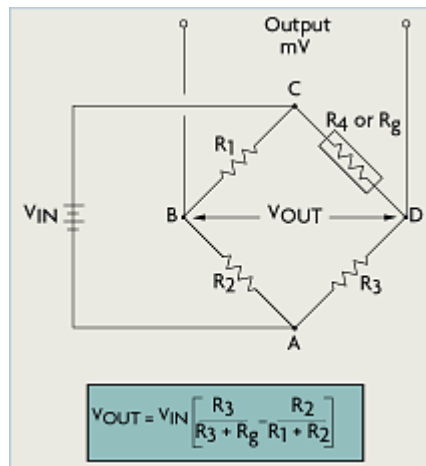 Output
mV
C
R4 or Rg
R1
VIN
B
VOUT
D
R2
R3
A
VOUT = VIN [ R3 / R3 + Rg - R2 / R1 + R2 ]